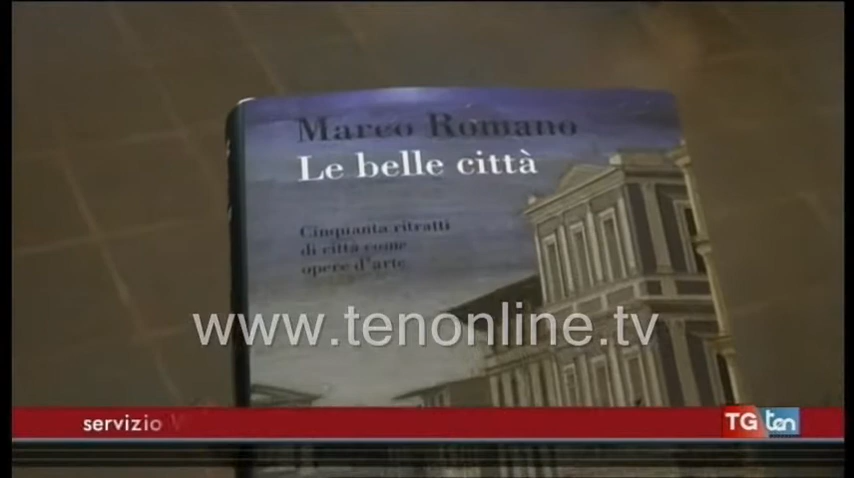 Marco Romano
Le belle città
Cinquanta ritratti
di città come
opere d'arte
www.tenonline.tv
servizio
TG ten